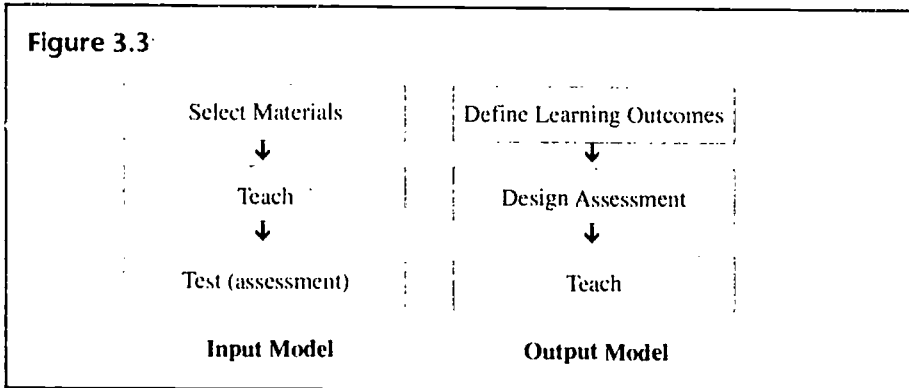 Figure 3.3
Select Materials
↓
Teach
↓
Test (assessment)
Input Model
Define Learning Outcomes
↓
Design Assessment
↓
Teach
Output Model